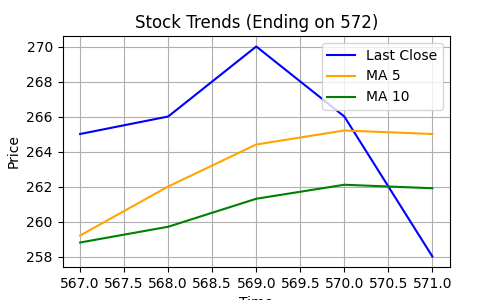 Stock Trends (Ending on 572)
Last Close
MA 5
MA 10
Price
270
268
266
264
262
260
258
567.0 567.5 568.0 568.5 569.0 569.5 570.0 570.5 571.0
Time